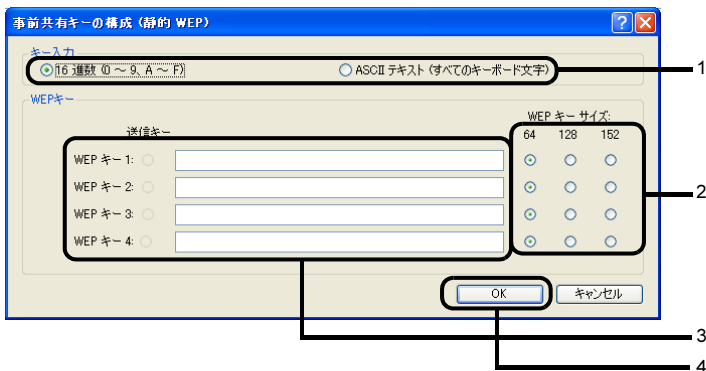 事前共有キーの構成 (静的 WEP)
キー入力
16 進数 (0 ～ 9、A ～ F)
ASCII テキスト (すべてのキーボード文字)
1
WEPキー
WEP キー サイズ:
送信キー
64 128 152
WEP キー 1:
WEP キー 2:
2
WEP キー 3:
WEP キー 4:
OK
キャンセル
3
4